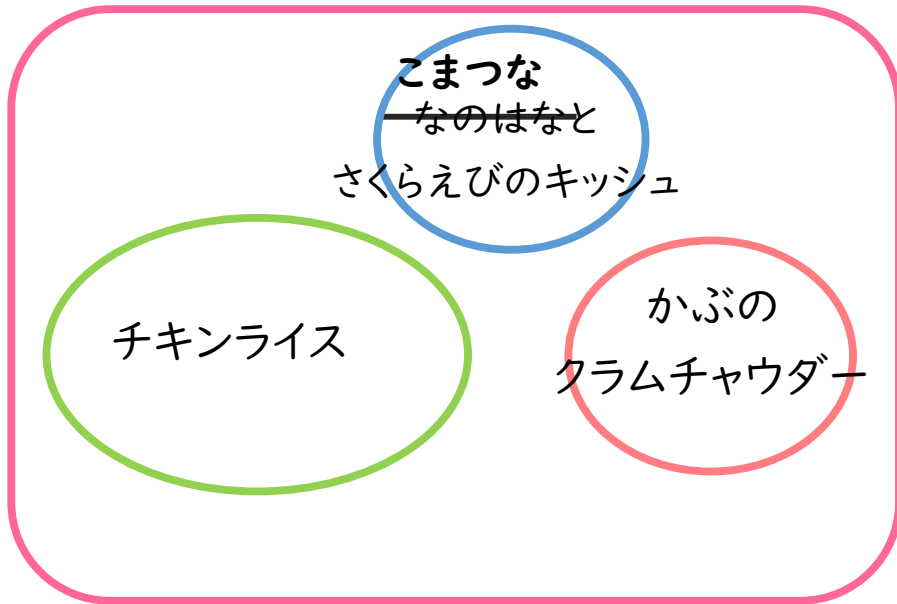 こまつな
なのはなと
さくらえびのキッシュ
チキンライス
かぶの
クラムチャウダー